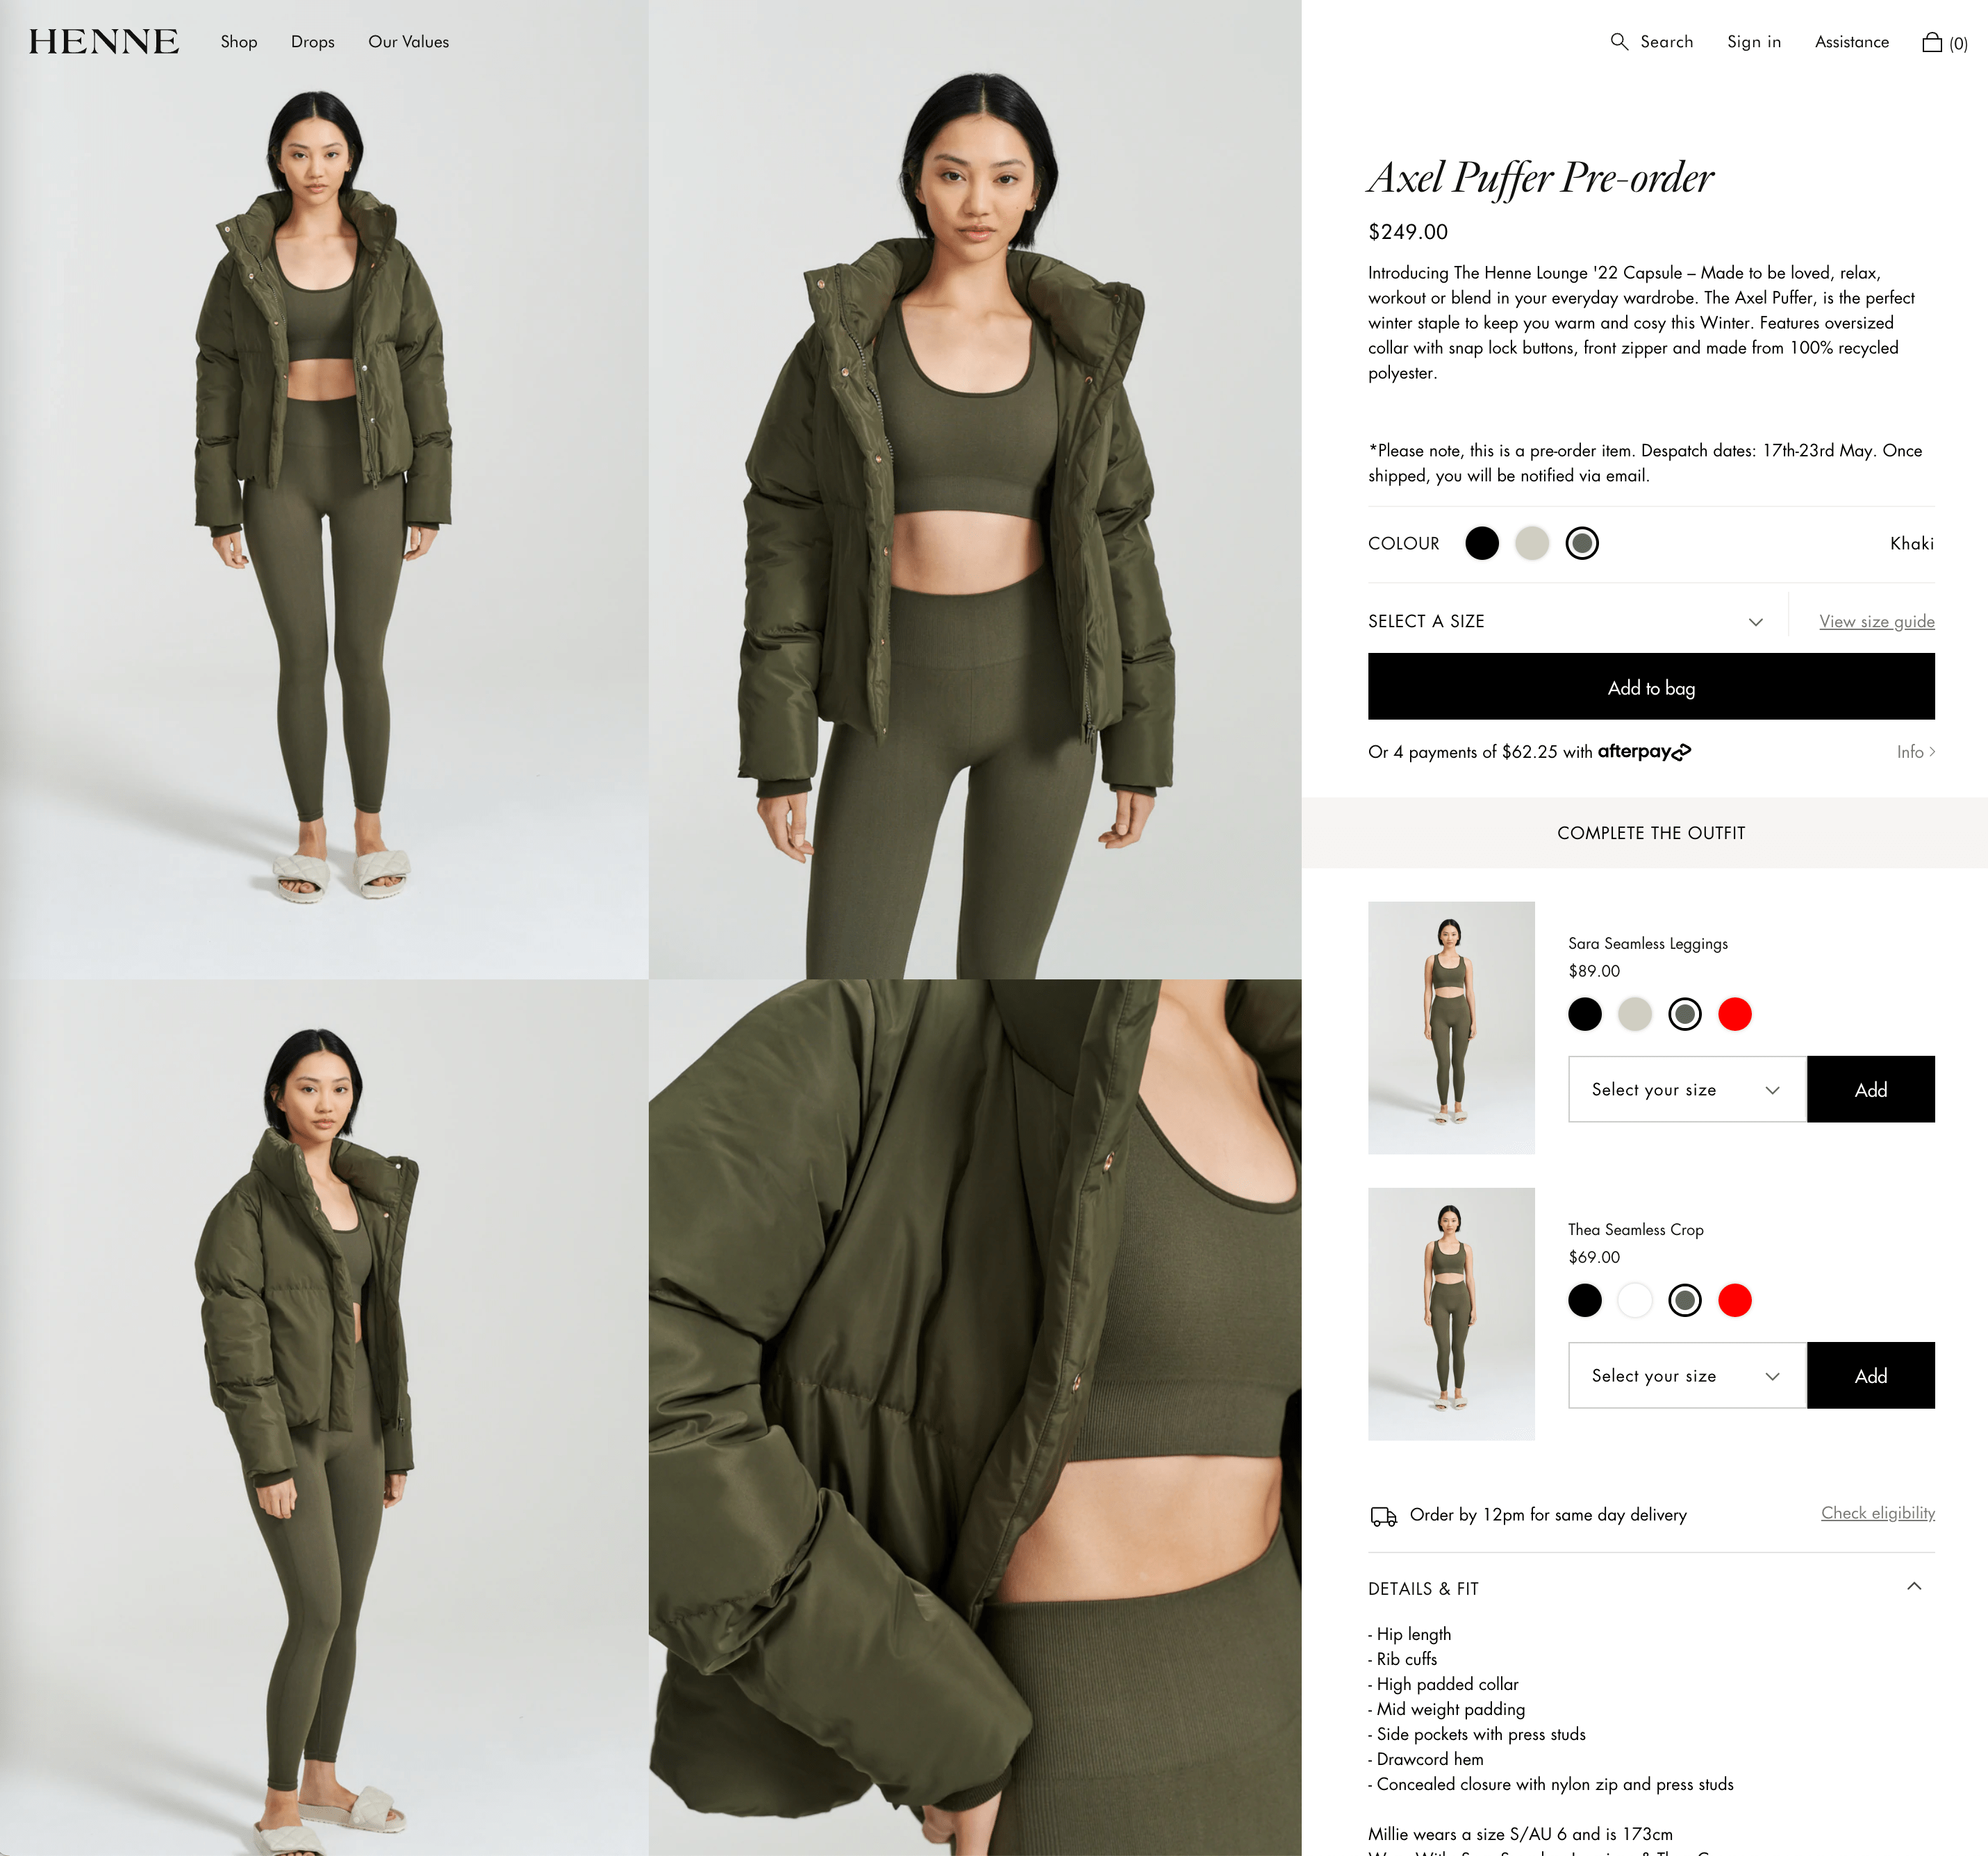 HENNE
Shop
Drops
Our Values
Search
Sign in
Assistance
(0)
Axel Puffer Pre-order
$249.00
Introducing The Henne Lounge '22 Capsule – Made to be loved, relax,
workout or blend in your everyday wardrobe. The Axel Puffer, is the perfect
winter staple to keep you warm and cosy this Winter. Features oversized
collar with snap lock buttons, front zipper and made from 100% recycled
polyester.
*Please note, this is a pre-order item. Despatch dates: 17th-23rd May. Once
shipped, you will be notified via email.
COLOUR
Khaki
SELECT A SIZE
View size guide
Add to bag
Or 4 payments of $62.25 with afterpay
Info
COMPLETE THE OUTFIT
Sara Seamless Leggings
$89.00
Select your size
Add
Thea Seamless Crop
$69.00
Select your size
Add
Order by 12pm for same day delivery
Check eligibility
DETAILS & FIT
- Hip length
- Rib cuffs
- High padded collar
- Mid weight padding
- Side pockets with press studs
- Drawcord hem
- Concealed closure with nylon zip and press studs
Millie wears a size S/AU 6 and is 173cm